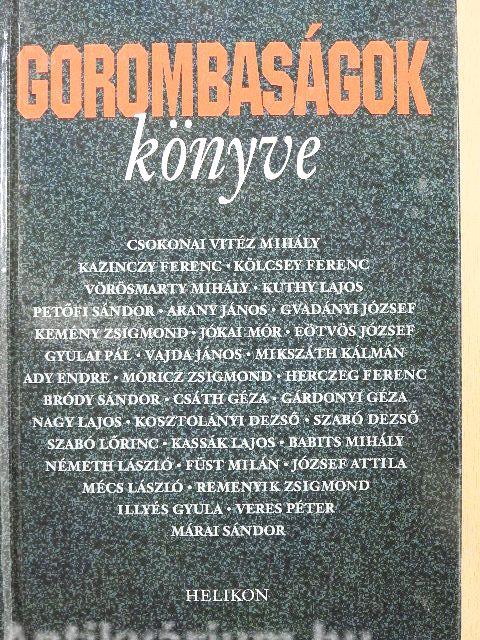 GOROMBASÁGOK
könyve
CSOKONAI VITÉZ MIHÁLY
KAZINCZY FERENC · KÖLCSEY FERENC
VÖRÖSMARTY MIHÁLY · KUTHY LAJOS
PETŐFI SÁNDOR · ARANY JÁNOS · GVADÁNYI JÓZSEF
KEMÉNY ZSIGMOND · JÓKAI MÓR · EÖTVÖS JÓZSEF
GYULAI PÁL · VAJDA JÁNOS · MIKSZÁTH KÁLMÁN
ADY ENDRE · MÓRICZ ZSIGMOND · HERCZEG FERENC
BRÓDY SÁNDOR · CSÁTH GÉZA · GÁRDONYI GÉZA
NAGY LAJOS · KOSZTOLÁNYI DEZSŐ · SZABÓ DEZSŐ
SZABÓ LŐRINC · KASSÁK LAJOS · BABITS MIHÁLY
NÉMETH LÁSZLÓ · FÜST MILÁN · JÓZSEF ATTILA
MÉCS LÁSZLÓ · REMENYIK ZSIGMOND
ILLYÉS GYULA · VERES PÉTER
MÁRAI SÁNDOR
HELIKON